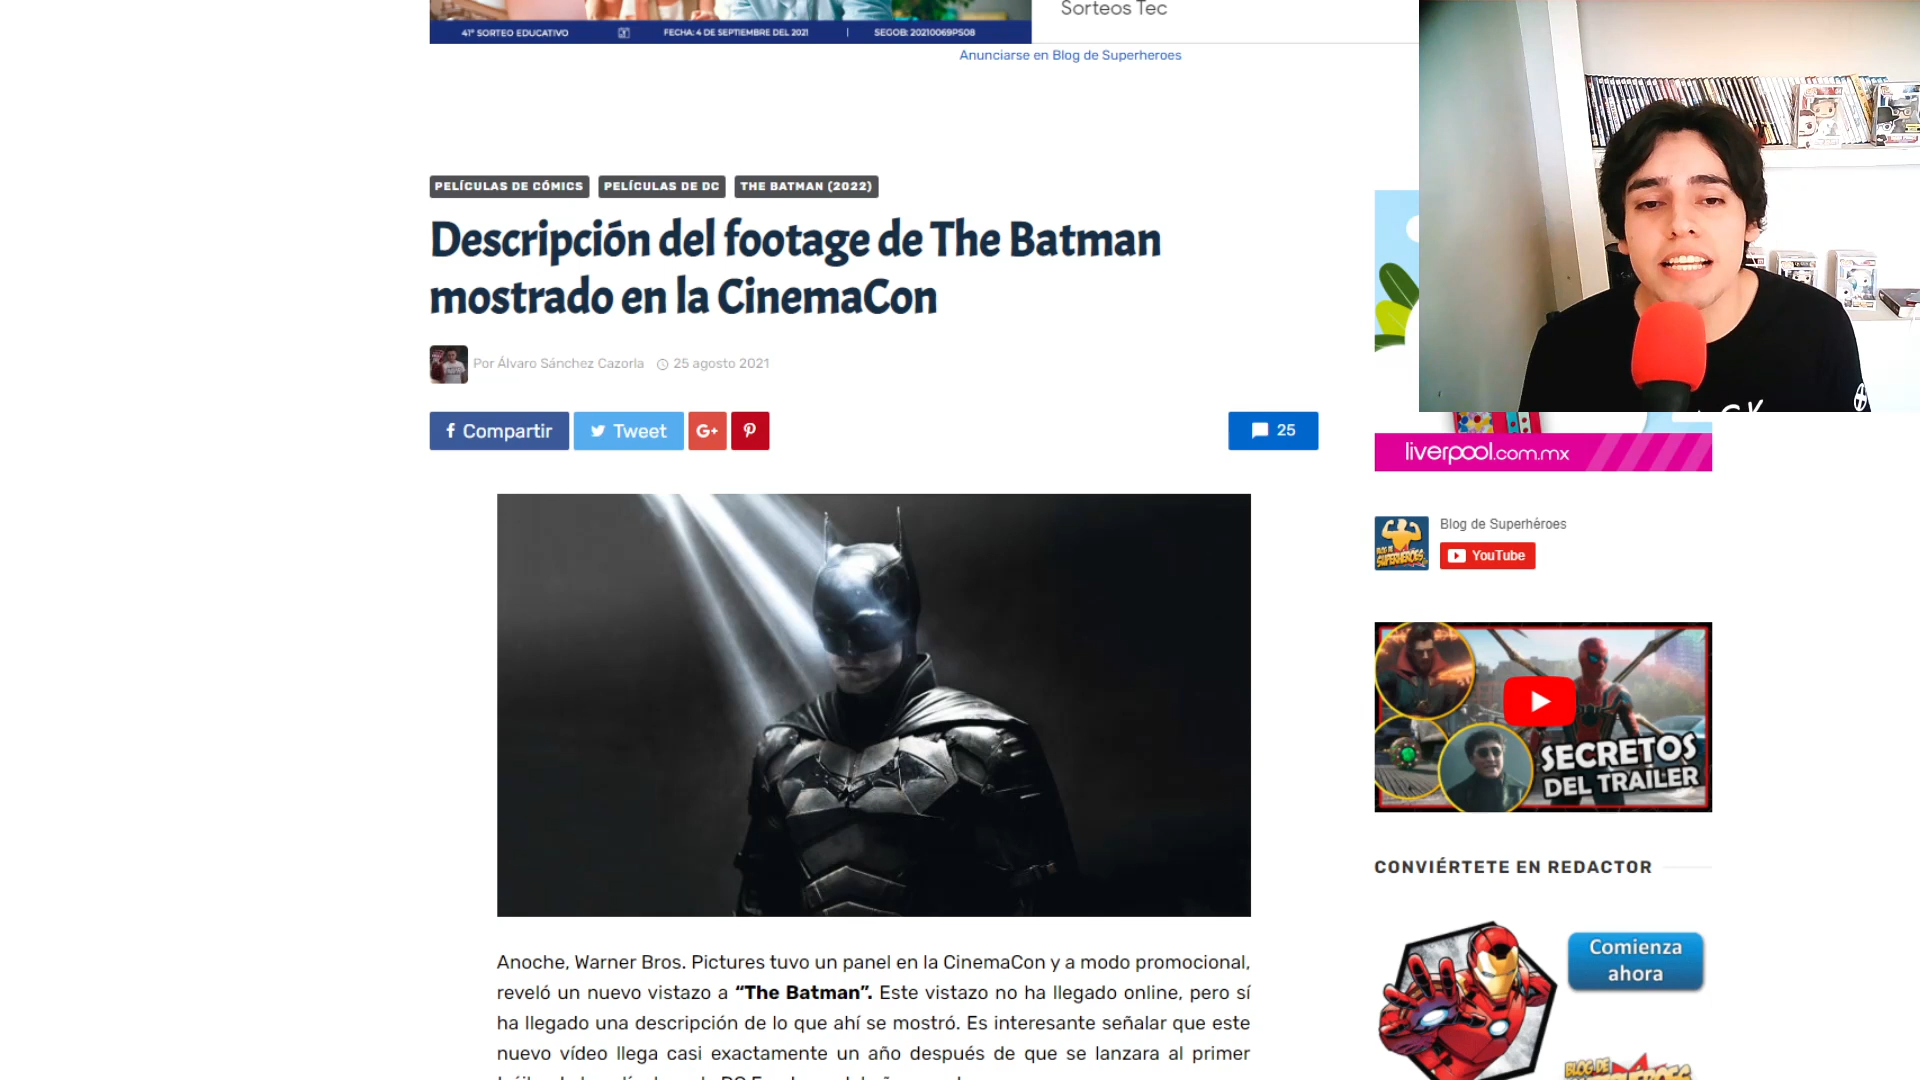 Sorteos Tec
41º SORTEO EDUCATIVO
FECHA: 4 DE SEPTIEMBRE DEL 2021
|
SEGOB: 20210069PS08
Anunciarse en Blog de Superheroes
PELÍCULAS DE CÓMICS
PELÍCULAS DE DC
THE BATMAN (2022)
Descripción del footage de The Batman
mostrado en la CinemaCon
Por Álvaro Sánchez Cazorla
25 agosto 2021
Compartir
Tweet
G+
25
liverpool.com.mx
Blog de Superhéroes
YouTube
SECRETOS
DEL TRAILER
CONVIÉRTETE EN REDACTOR
Comienza
ahora
BLOG DE
SUPERHÉROES
Anoche, Warner Bros. Pictures tuvo un panel en la CinemaCon y a modo promocional,
reveló un nuevo vistazo a “The Batman”. Este vistazo no ha llegado online, pero sí
ha llegado una descripción de lo que ahí se mostró. Es interesante señalar que este
nuevo vídeo llega casi exactamente un año después de que se lanzara al primer